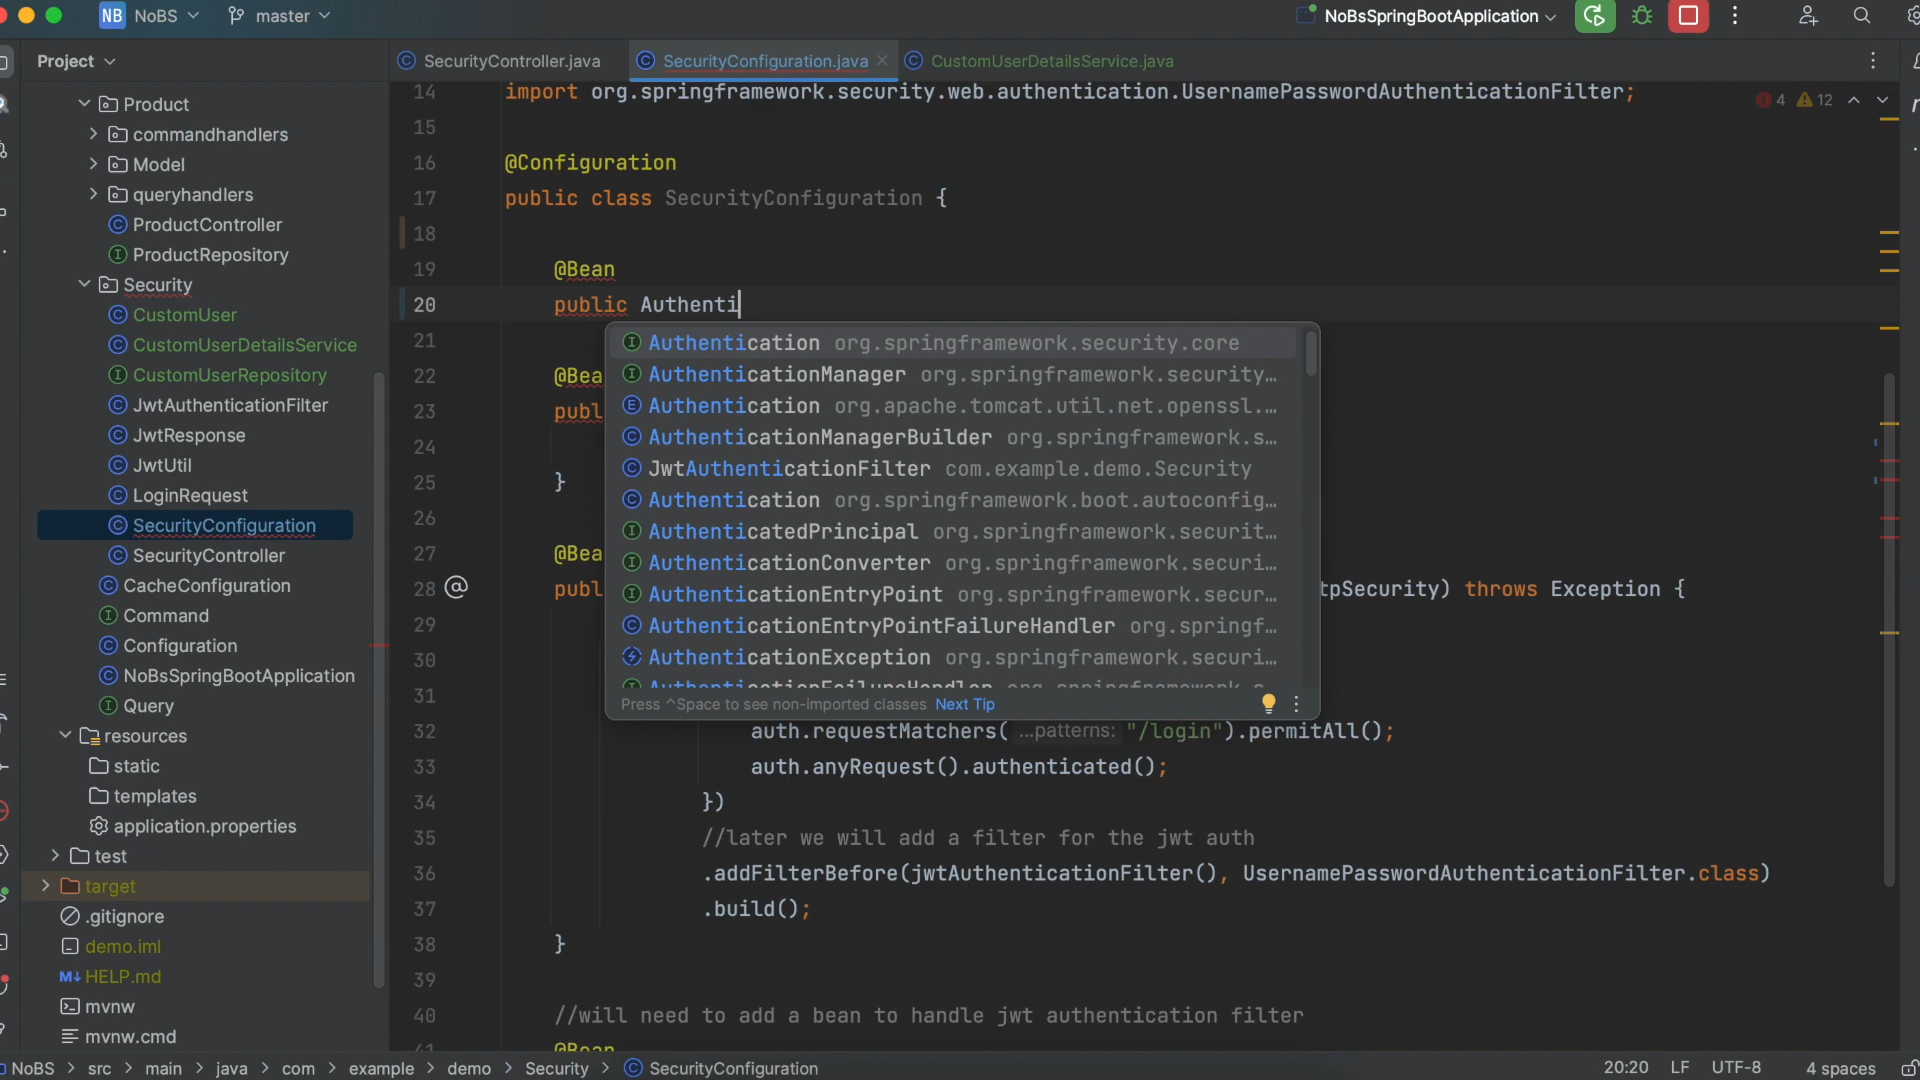 NB NoBS master NoBsSpringBootApplication
Project
SecurityController.java SecurityConfiguration.java CustomUserDetailsService.java
Product
commandhandlers
Model
queryhandlers
ProductController
ProductRepository
Security
CustomUser
CustomUserDetailsService
CustomUserRepository
JwtAuthenticationFilter
JwtResponse
JwtUtil
LoginRequest
SecurityConfiguration
SecurityController
CacheConfiguration
Command
Configuration
NoBsSpringBootApplication
Query
resources
static
templates
application.properties
test
target
.gitignore
demo.iml
HELP.md
mvnw
mvnw.cmd
4 12
14 import org.springframework.security.web.authentication.UsernamePasswordAuthenticationFilter;
15
16 @Configuration
17 public class SecurityConfiguration {
18
19 @Bean
20 public Authenti
21
22 @Bea
23 publ
24
25 }
26
27 @Bea
28 publ tpSecurity) throws Exception {
29
30
31
32 auth.requestMatchers( ...patterns: "/login").permitAll();
33 auth.anyRequest().authenticated();
34 })
35 //later we will add a filter for the jwt auth
36 .addFilterBefore(jwtAuthenticationFilter(), UsernamePasswordAuthenticationFilter.class)
37 .build();
38 }
39
40 //will need to add a bean to handle jwt authentication filter
41 @Bean
Authentication org.springframework.security.core
AuthenticationManager org.springframework.security…
Authentication org.apache.tomcat.util.net.openssl.…
AuthenticationManagerBuilder org.springframework.s…
JwtAuthenticationFilter com.example.demo.Security
Authentication org.springframework.boot.autoconfig…
AuthenticatedPrincipal org.springframework.securit…
AuthenticationConverter org.springframework.securi…
AuthenticationEntryPoint org.springframework.secur…
AuthenticationEntryPointFailureHandler org.springf…
AuthenticationException org.springframework.securi…
AuthenticationFailureHandler org.springframework.s…
Press ^Space to see non-imported classes Next Tip
NoBS > src > main > java > com > example > demo > Security > SecurityConfiguration
20:20 LF UTF-8 4 spaces